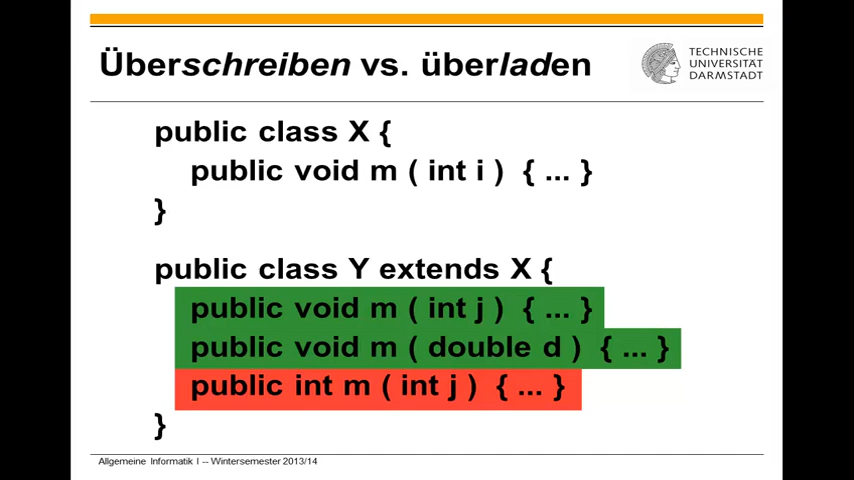 Überschreiben vs. überladen
TECHNISCHE
UNIVERSITÄT
DARMSTADT
public class X {
public void m ( int i ) { ... }
}
public class Y extends X {
public void m ( int j ) { ... }
public void m ( double d ) { ... }
public int m ( int j ) { ... }
}
Allgemeine Informatik I -- Wintersemester 2013/14